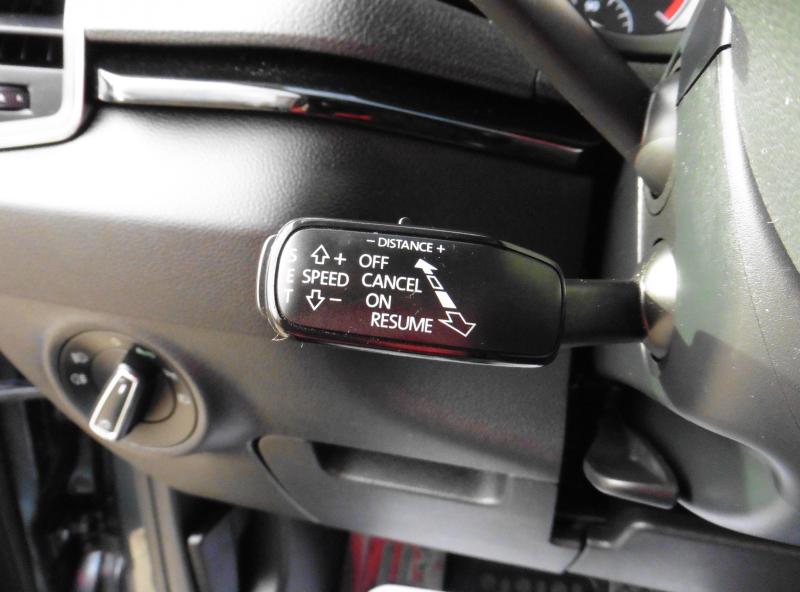 - DISTANCE +
S + OFF
E SPEED CANCEL
T - ON
RESUME